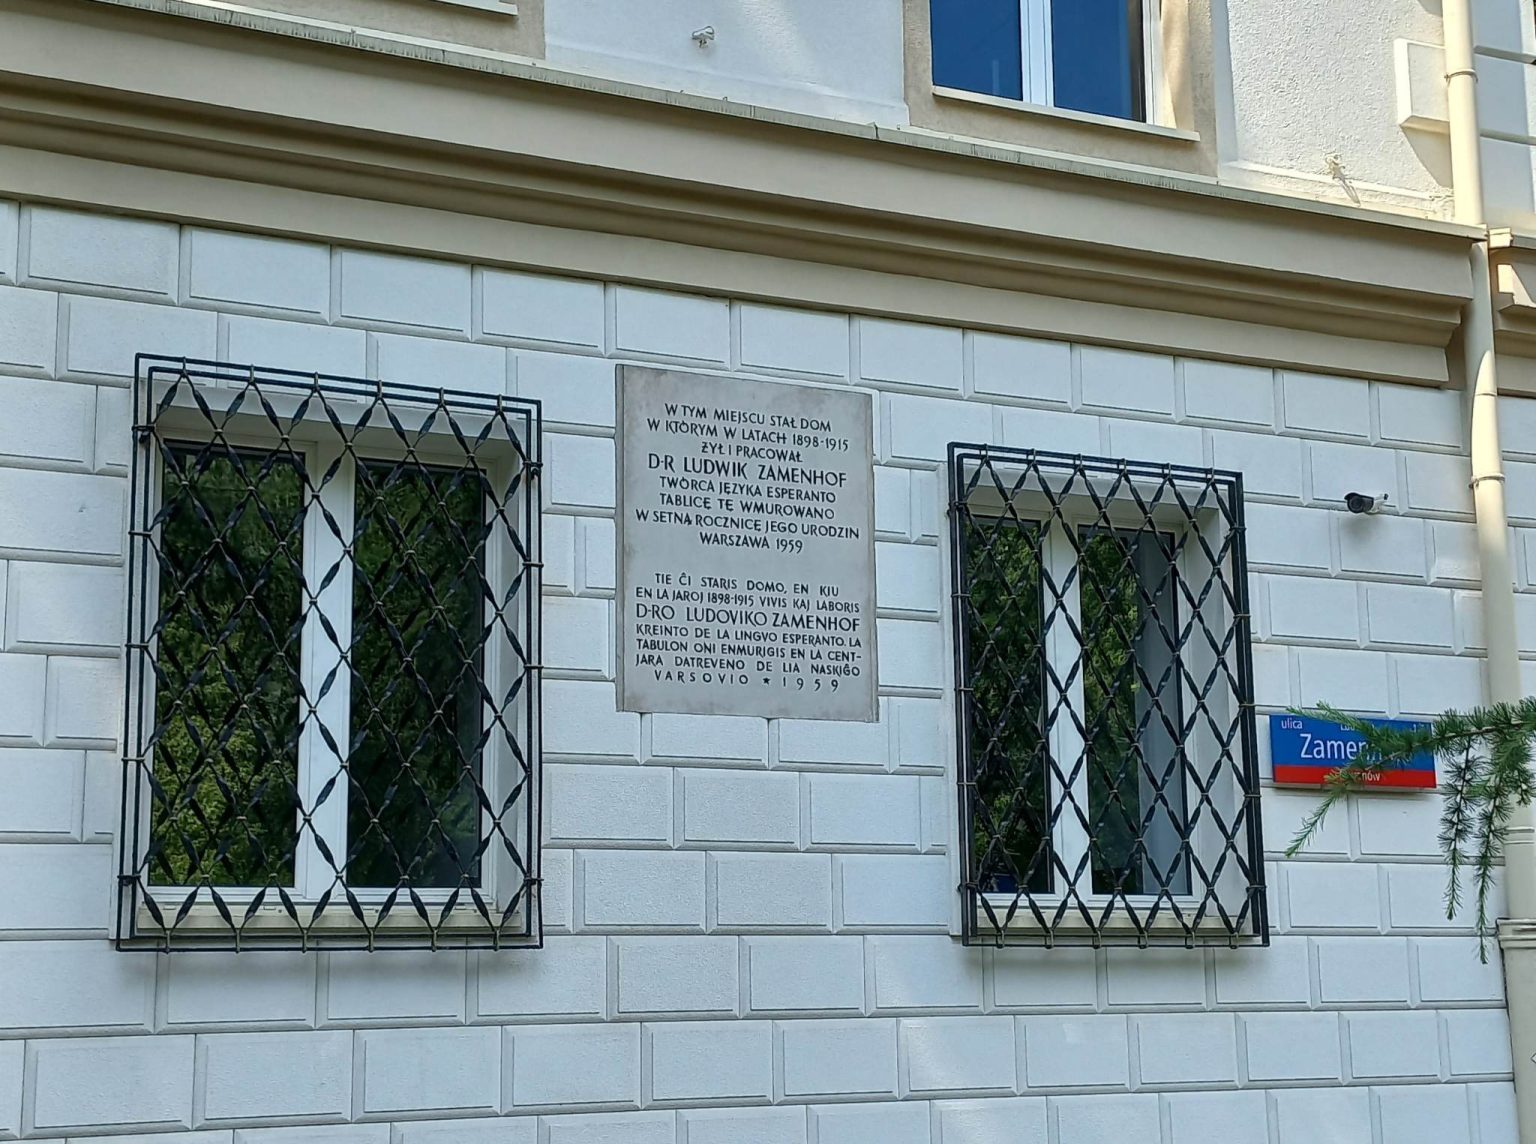 W TYM MIEJSCU STAŁ DOM
W KTÓRYM W LATACH 1898-1915
ŻYŁ I PRACOWAŁ
D-R LUDWIK ZAMENHOF
TWÓRCA JĘZYKA ESPERANTO
TABLICĘ TĘ WMUROWANO
W SETNĄ ROCZNICĘ JEGO URODZIN
WARSZAWA 1959
TIE ĈI STARIS DOMO, EN KIU
EN LA JAROJ 1898-1915 VIVIS KAJ LABORIS
D-RO LUDOVIKO ZAMENHOF
KREINTO DE LA LINGVO ESPERANTO. LA
TABULON ONI ENMURIGIS EN LA CENT-
JARA DATREVENO DE LIA NASKIĜO
VARSOVIO * 1959
ulica